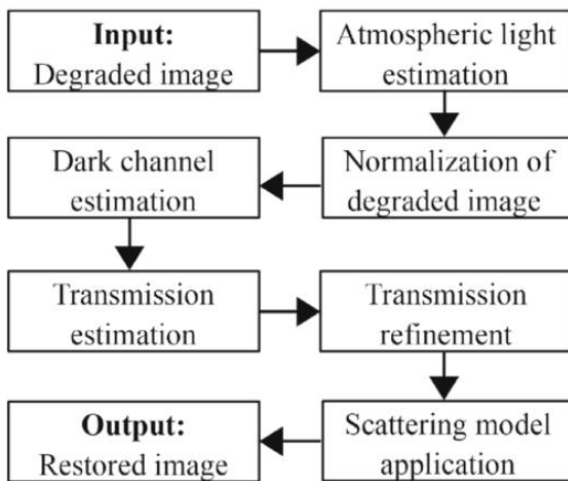 Input:
Degraded image
Atmospheric light
estimation
Normalization of
degraded image
Dark channel
estimation
Transmission
estimation
Transmission
refinement
Scattering model
application
Output:
Restored image